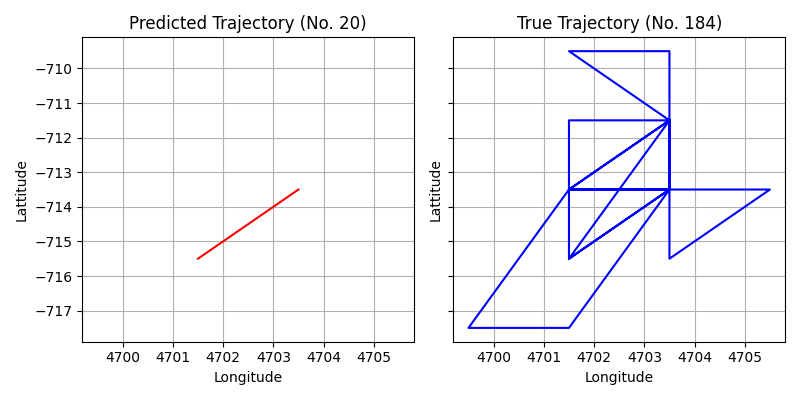 Predicted Trajectory (No. 20)
True Trajectory (No. 184)
Lattitude
−710
−711
−712
−713
−714
−715
−716
−717
4700 4701 4702 4703 4704 4705
Longitude
Lattitude
4700 4701 4702 4703 4704 4705
Longitude